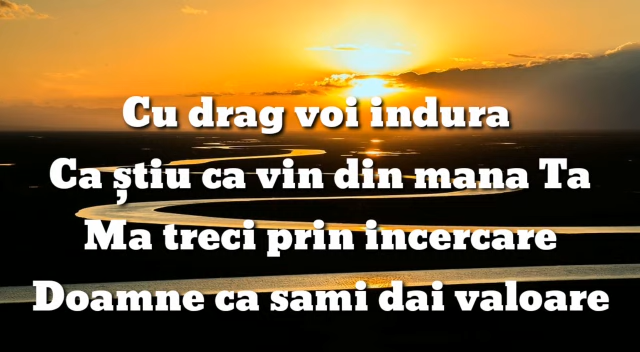 Cu drag voi indura
Ca știu ca vin din mana Ta
Ma treci prin incercare
Doamne ca sami dai valoare